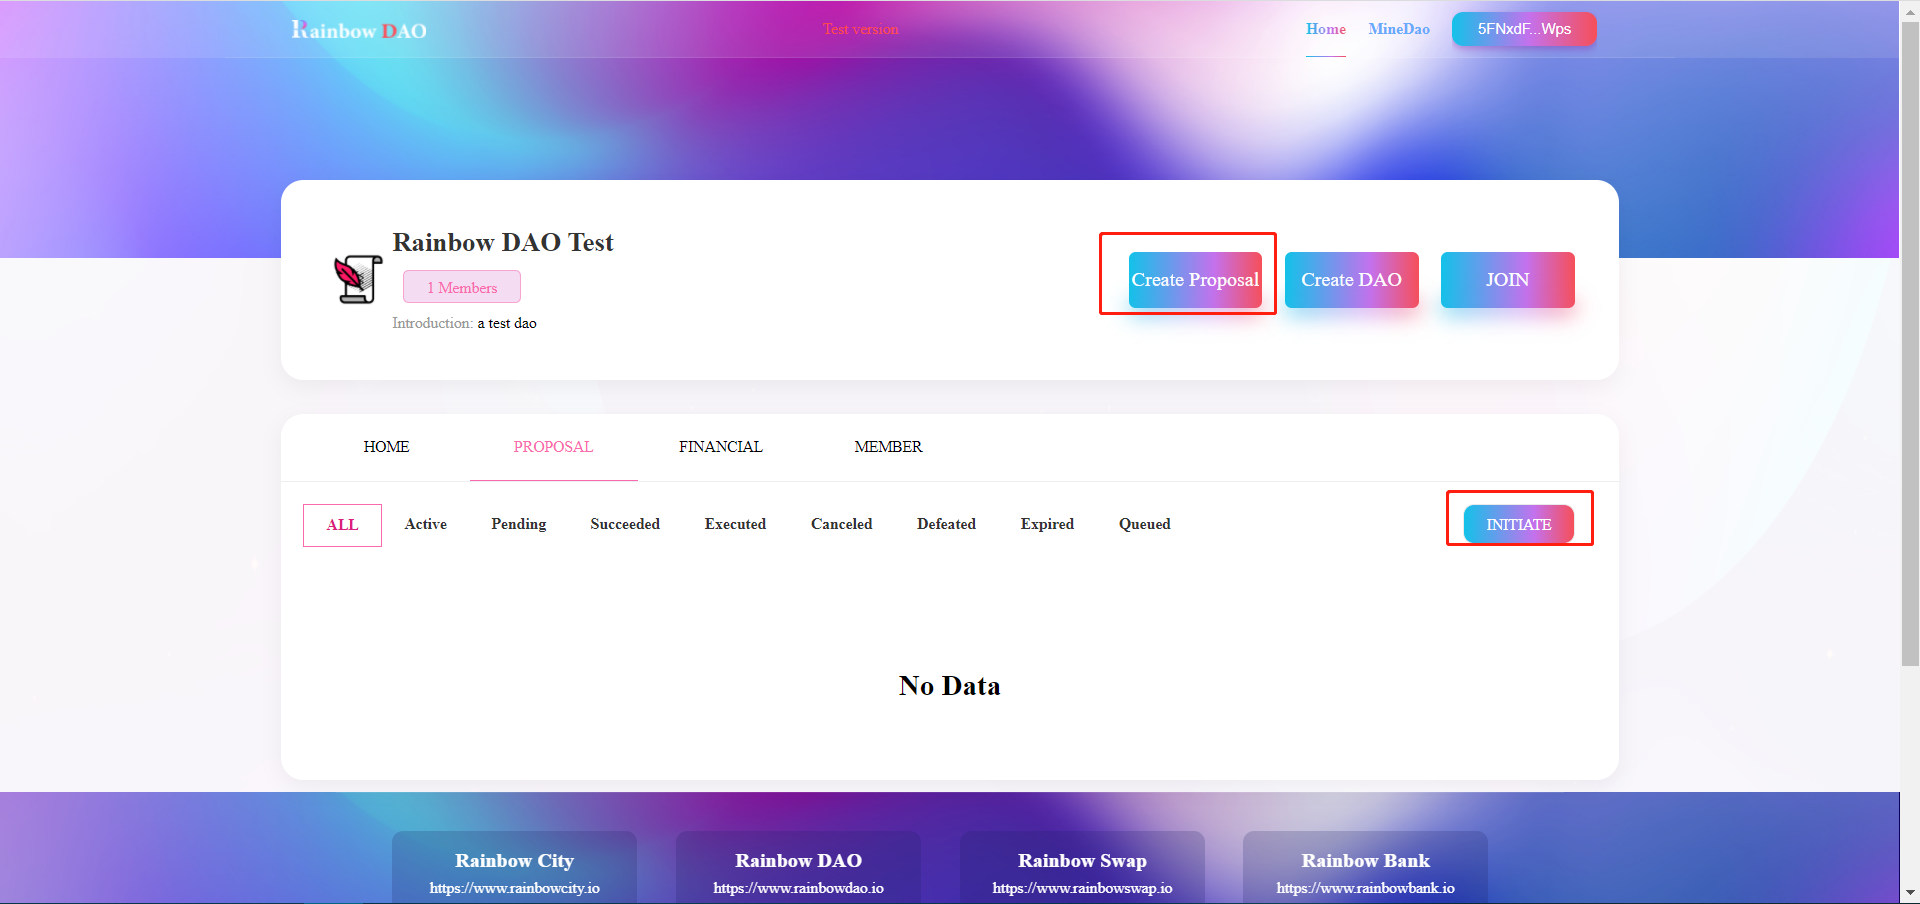 Rainbow DAO
Test version
Home
MineDao
5FNxdF...Wps
Rainbow DAO Test
1 Members
Introduction: a test dao
Create Proposal
Create DAO
JOIN
HOME
PROPOSAL
FINANCIAL
MEMBER
ALL
Active
Pending
Succeeded
Executed
Canceled
Defeated
Expired
Queued
INITIATE
No Data
Rainbow City
https://www.rainbowcity.io
Rainbow DAO
https://www.rainbowdao.io
Rainbow Swap
https://www.rainbowswap.io
Rainbow Bank
https://www.rainbowbank.io